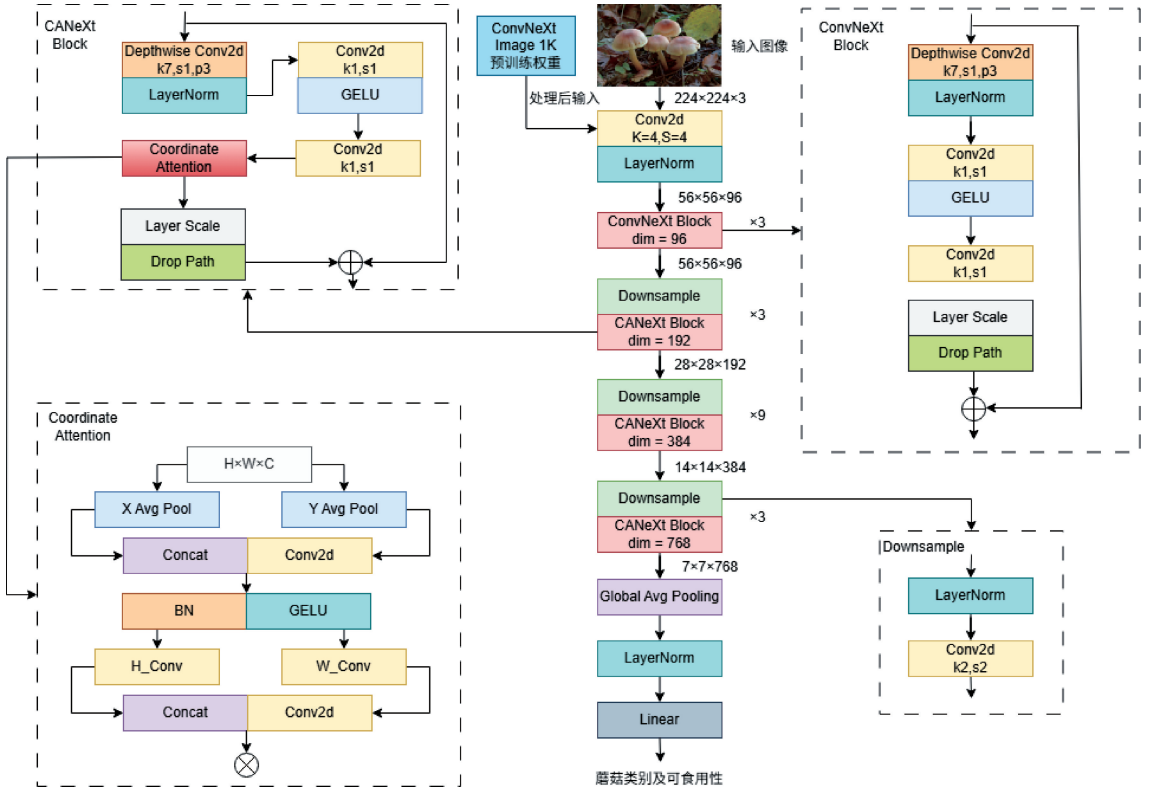 CANeXt
Block
Depthwise Conv2d
k7,s1,p3
LayerNorm
Conv2d
k1,s1
GELU
Conv2d
k1,s1
Coordinate
Attention
Layer Scale
Drop Path
Coordinate
Attention
H×W×C
X Avg Pool
Y Avg Pool
Concat
Conv2d
BN
GELU
H_Conv
W_Conv
Concat
Conv2d
ConvNeXt
Image 1K
预训练权重
输入图像
处理后输入
224×224×3
Conv2d
K=4,S=4
LayerNorm
56×56×96
ConvNeXt Block
dim = 96
×3
56×56×96
Downsample
CANeXt Block
dim = 192
×3
28×28×192
Downsample
CANeXt Block
dim = 384
×9
14×14×384
Downsample
CANeXt Block
dim = 768
×3
7×7×768
Global Avg Pooling
LayerNorm
Linear
蘑菇类别及可食用性
ConvNeXt
Block
Depthwise Conv2d
k7,s1,p3
LayerNorm
Conv2d
k1,s1
GELU
Conv2d
k1,s1
Layer Scale
Drop Path
Downsample
LayerNorm
Conv2d
k2,s2